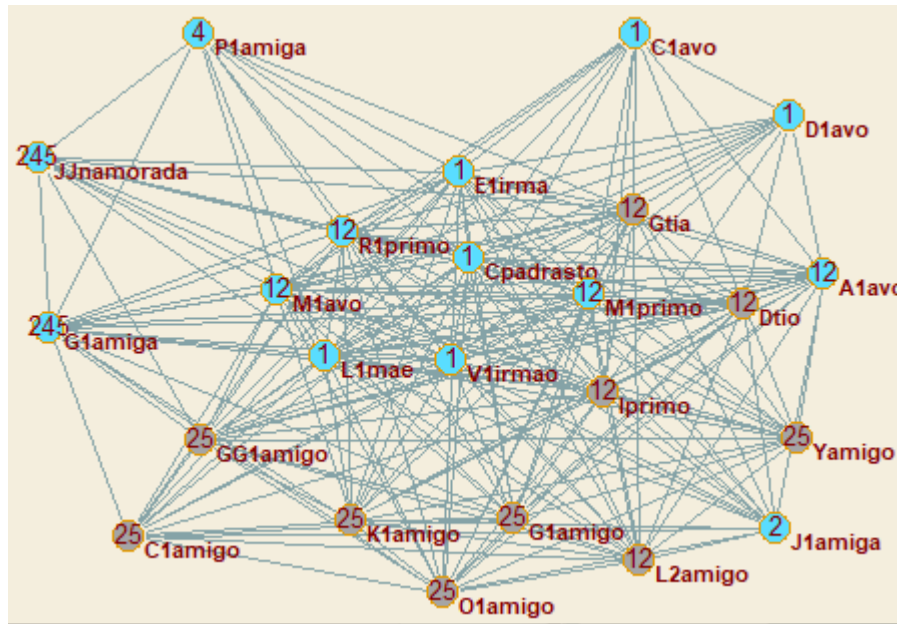 4 P1amiga
1 C1avo
1 D1avo
245 JJnamorada
1 E1irma
12 Gtia
12 R1primo
1 Cpadrasto
12 A1avo
12 M1avo
12 M1primo
12 Dtio
245 G1amiga
1 L1mae
1 V1irmao
12 Iprimo
25 GG1amigo
25 Yamigo
25 C1amigo
25 K1amigo
25 G1amigo
2 J1amiga
12 L2amigo
25 O1amigo